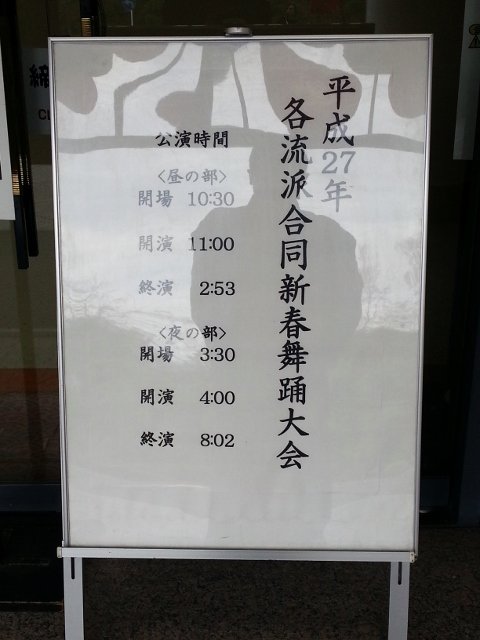 平成27年
各流派合同新春舞踊大会
公演時間
〈昼の部〉
開場 10:30
開演 11:00
終演 2:53
〈夜の部〉
開場 3:30
開演 4:00
終演 8:02
締